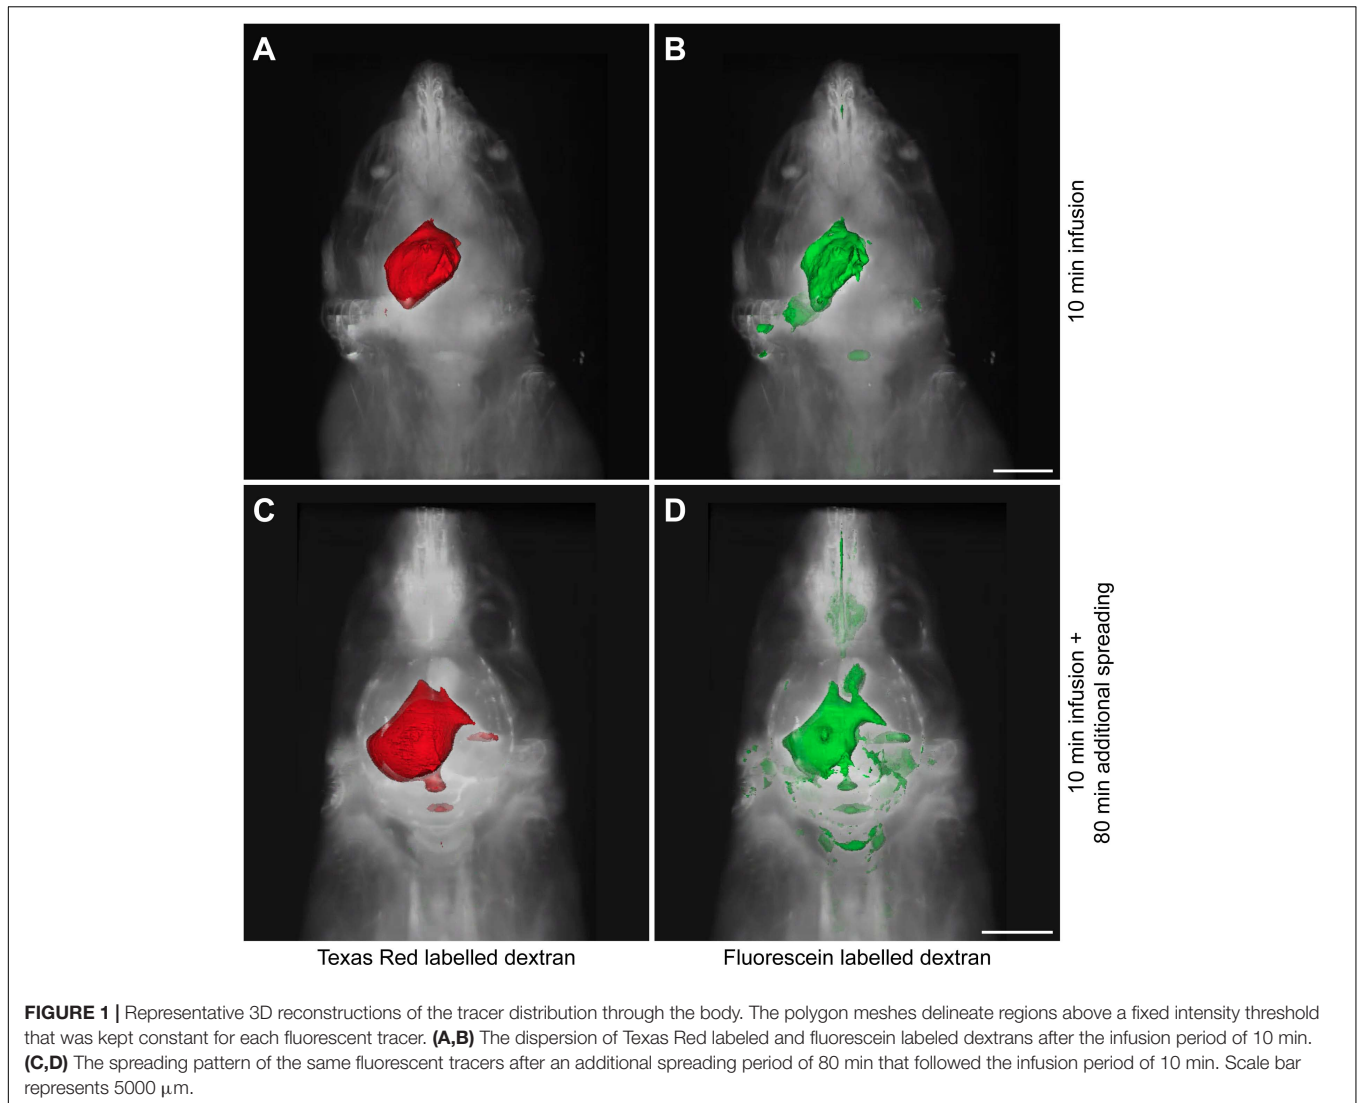 A
B
10 min infusion
C
D
10 min infusion +
80 min additional spreading
Texas Red labelled dextran
Fluorescein labelled dextran
FIGURE 1 | Representative 3D reconstructions of the tracer distribution through the body. The polygon meshes delineate regions above a fixed intensity threshold
that was kept constant for each fluorescent tracer. (A,B) The dispersion of Texas Red labeled and fluorescein labeled dextrans after the infusion period of 10 min.
(C,D) The spreading pattern of the same fluorescent tracers after an additional spreading period of 80 min that followed the infusion period of 10 min. Scale bar
represents 5000 μm.